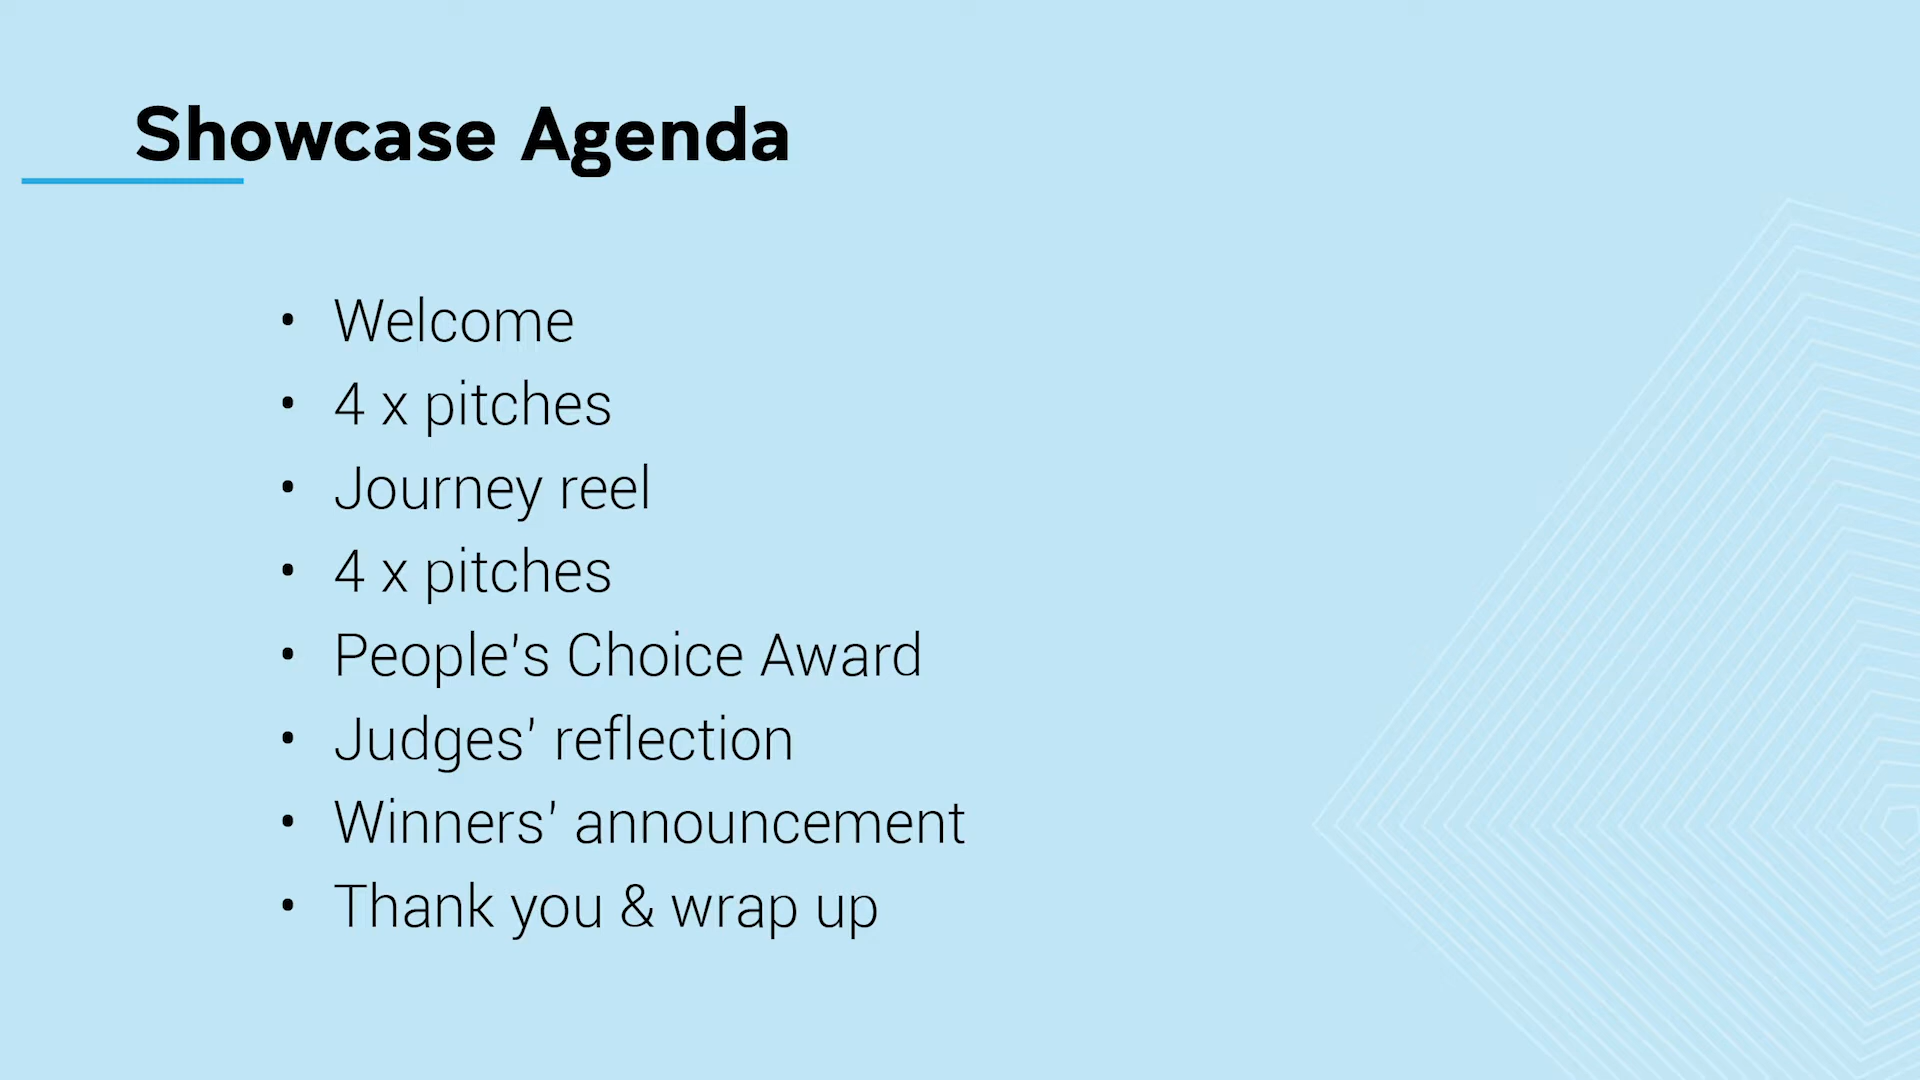 Showcase Agenda
• Welcome
• 4 x pitches
• Journey reel
• 4 x pitches
• People's Choice Award
• Judges' reflection
• Winners' announcement
• Thank you & wrap up